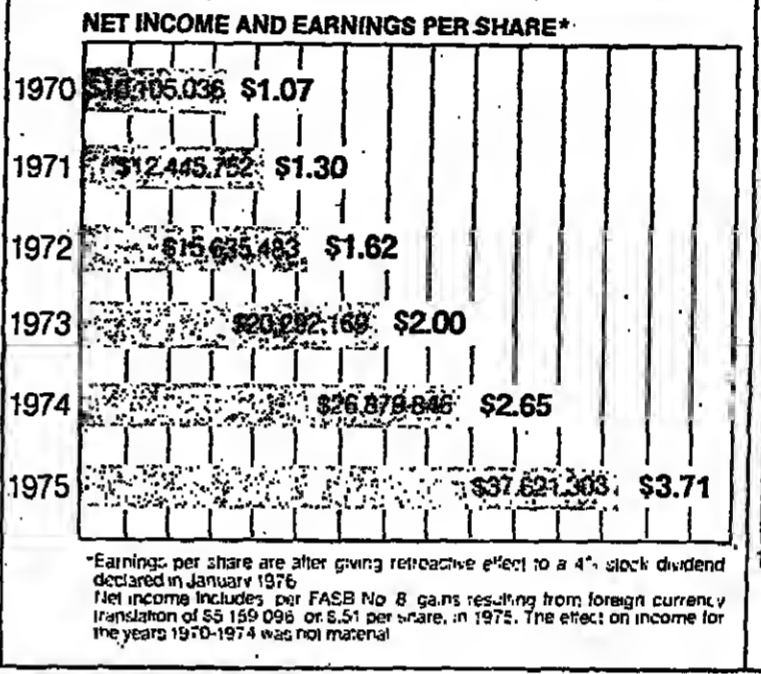 NET INCOME AND EARNINGS PER SHARE*
1970 $1.07
1971 $12,445,752 $1.30
1972 $15,635,483 $1.62
1973 $20,292,169 $2.00
1974 $26,879,846 $2.65
1975 $37,621,303 $3.71
*Earnings per share are after giving retroactive effect to a 4% stock dividend
declared in January 1976
Net income includes per FASB No 8 gains resulting from foreign currency
translation of $5 159 096 or $.51 per share, in 1975. The effect on income for
the years 1970-1974 was not material